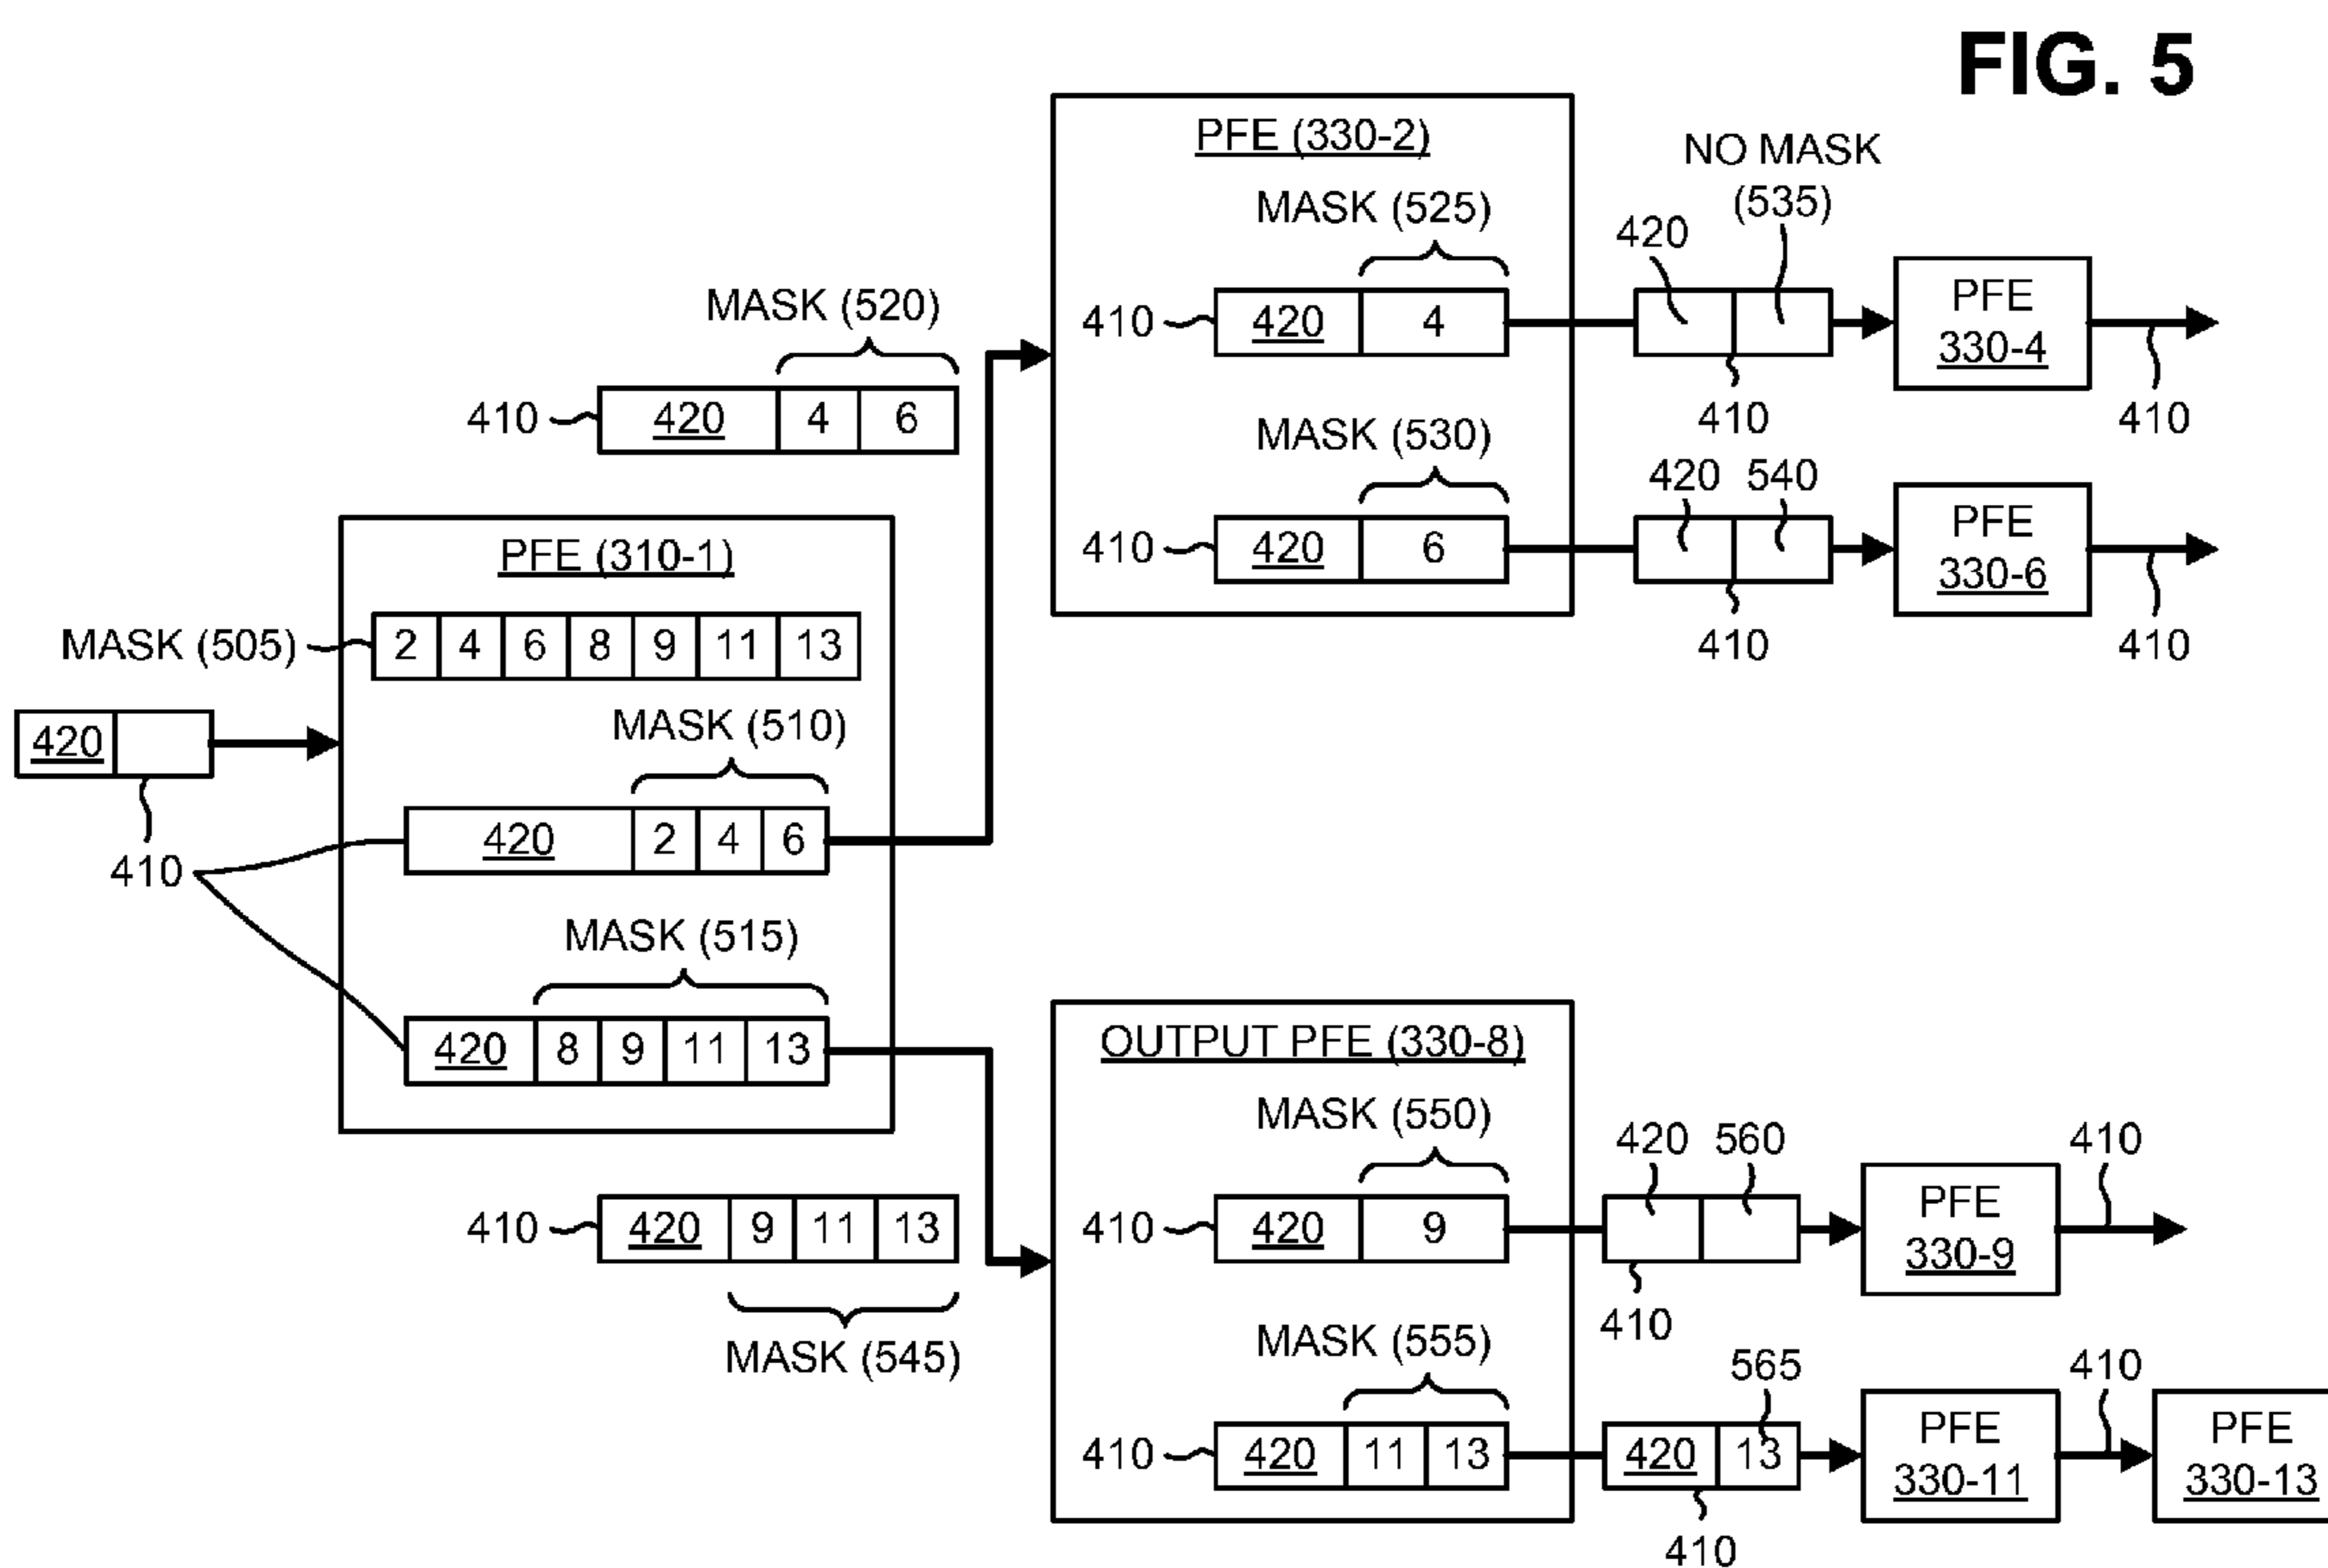 FIG. 5
PFE (330-2)
NO MASK
(535)
MASK (525)
420
MASK (520)
410 420 4
PFE
330-4
410 420 4 6
410
410
MASK (530)
420 540
PFE (310-1)
410 420 6
PFE
330-6
MASK (505) 2 4 6 8 9 11 13
410
410
MASK (510)
420
420 2 4 6
410
MASK (515)
OUTPUT PFE (330-8)
420 8 9 11 13
MASK (550)
420 560
410
410 420 9 11 13
410 420 9
PFE
330-9
MASK (545)
410
MASK (555)
565
410
410 420 11 13
420 13
PFE
330-11
PFE
330-13
410